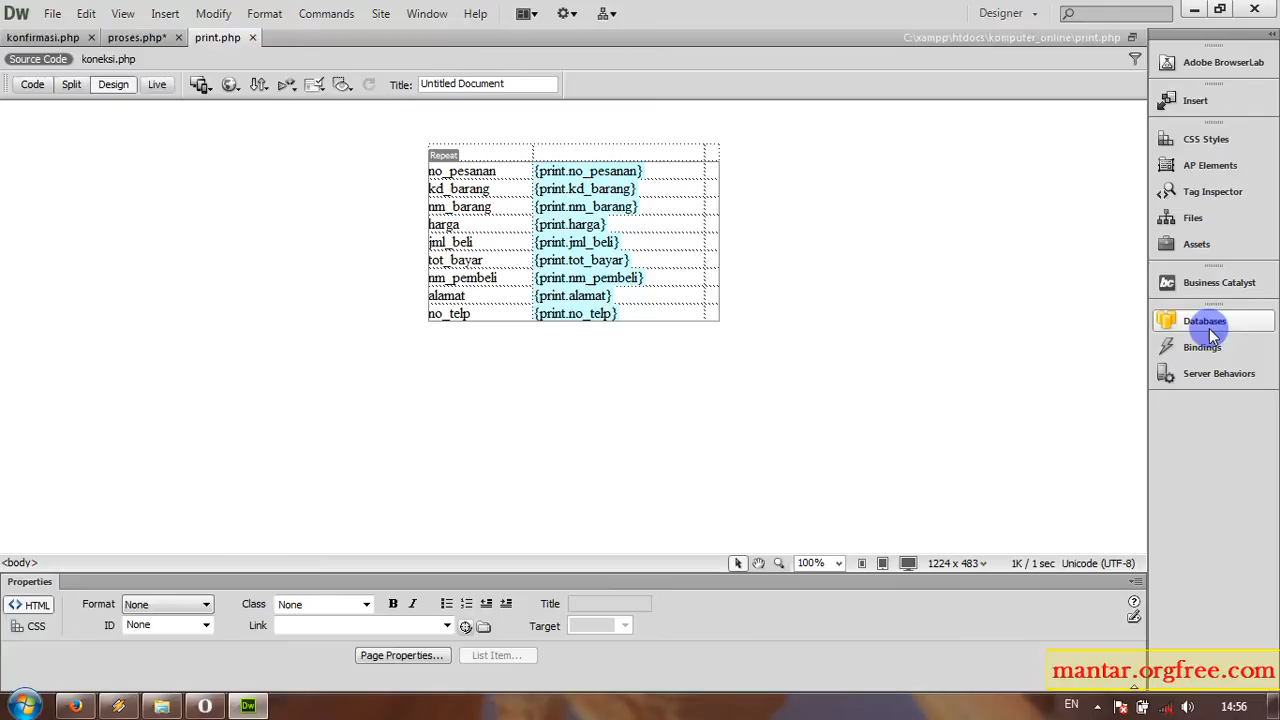 Dw File Edit View Insert Modify Format Commands Site Window Help Designer
konfirmasi.php proses.php* print.php C:\xampp\htdocs\komputer_online\print.php
Source Code koneksi.php
Code Split Design Live Title: Untitled Document
Adobe BrowserLab
Insert
CSS Styles
AP Elements
Tag Inspector
Files
Assets
Business Catalyst
Databases
Bindings
Server Behaviors
Repeat
no_pesanan {print.no_pesanan}
kd_barang {print.kd_barang}
nm_barang {print.nm_barang}
harga {print.harga}
jml_beli {print.jml_beli}
tot_bayar {print.tot_bayar}
nm_pembeli {print.nm_pembeli}
alamat {print.alamat}
no_telp {print.no_telp}
<body> 100% 1224 x 483 1K / 1 sec Unicode (UTF-8)
Properties
<> HTML Format None Class None B I Title
CSS ID None Link Target
Page Properties... List Item...
mantar.orgfree.com
Dw EN 14:56